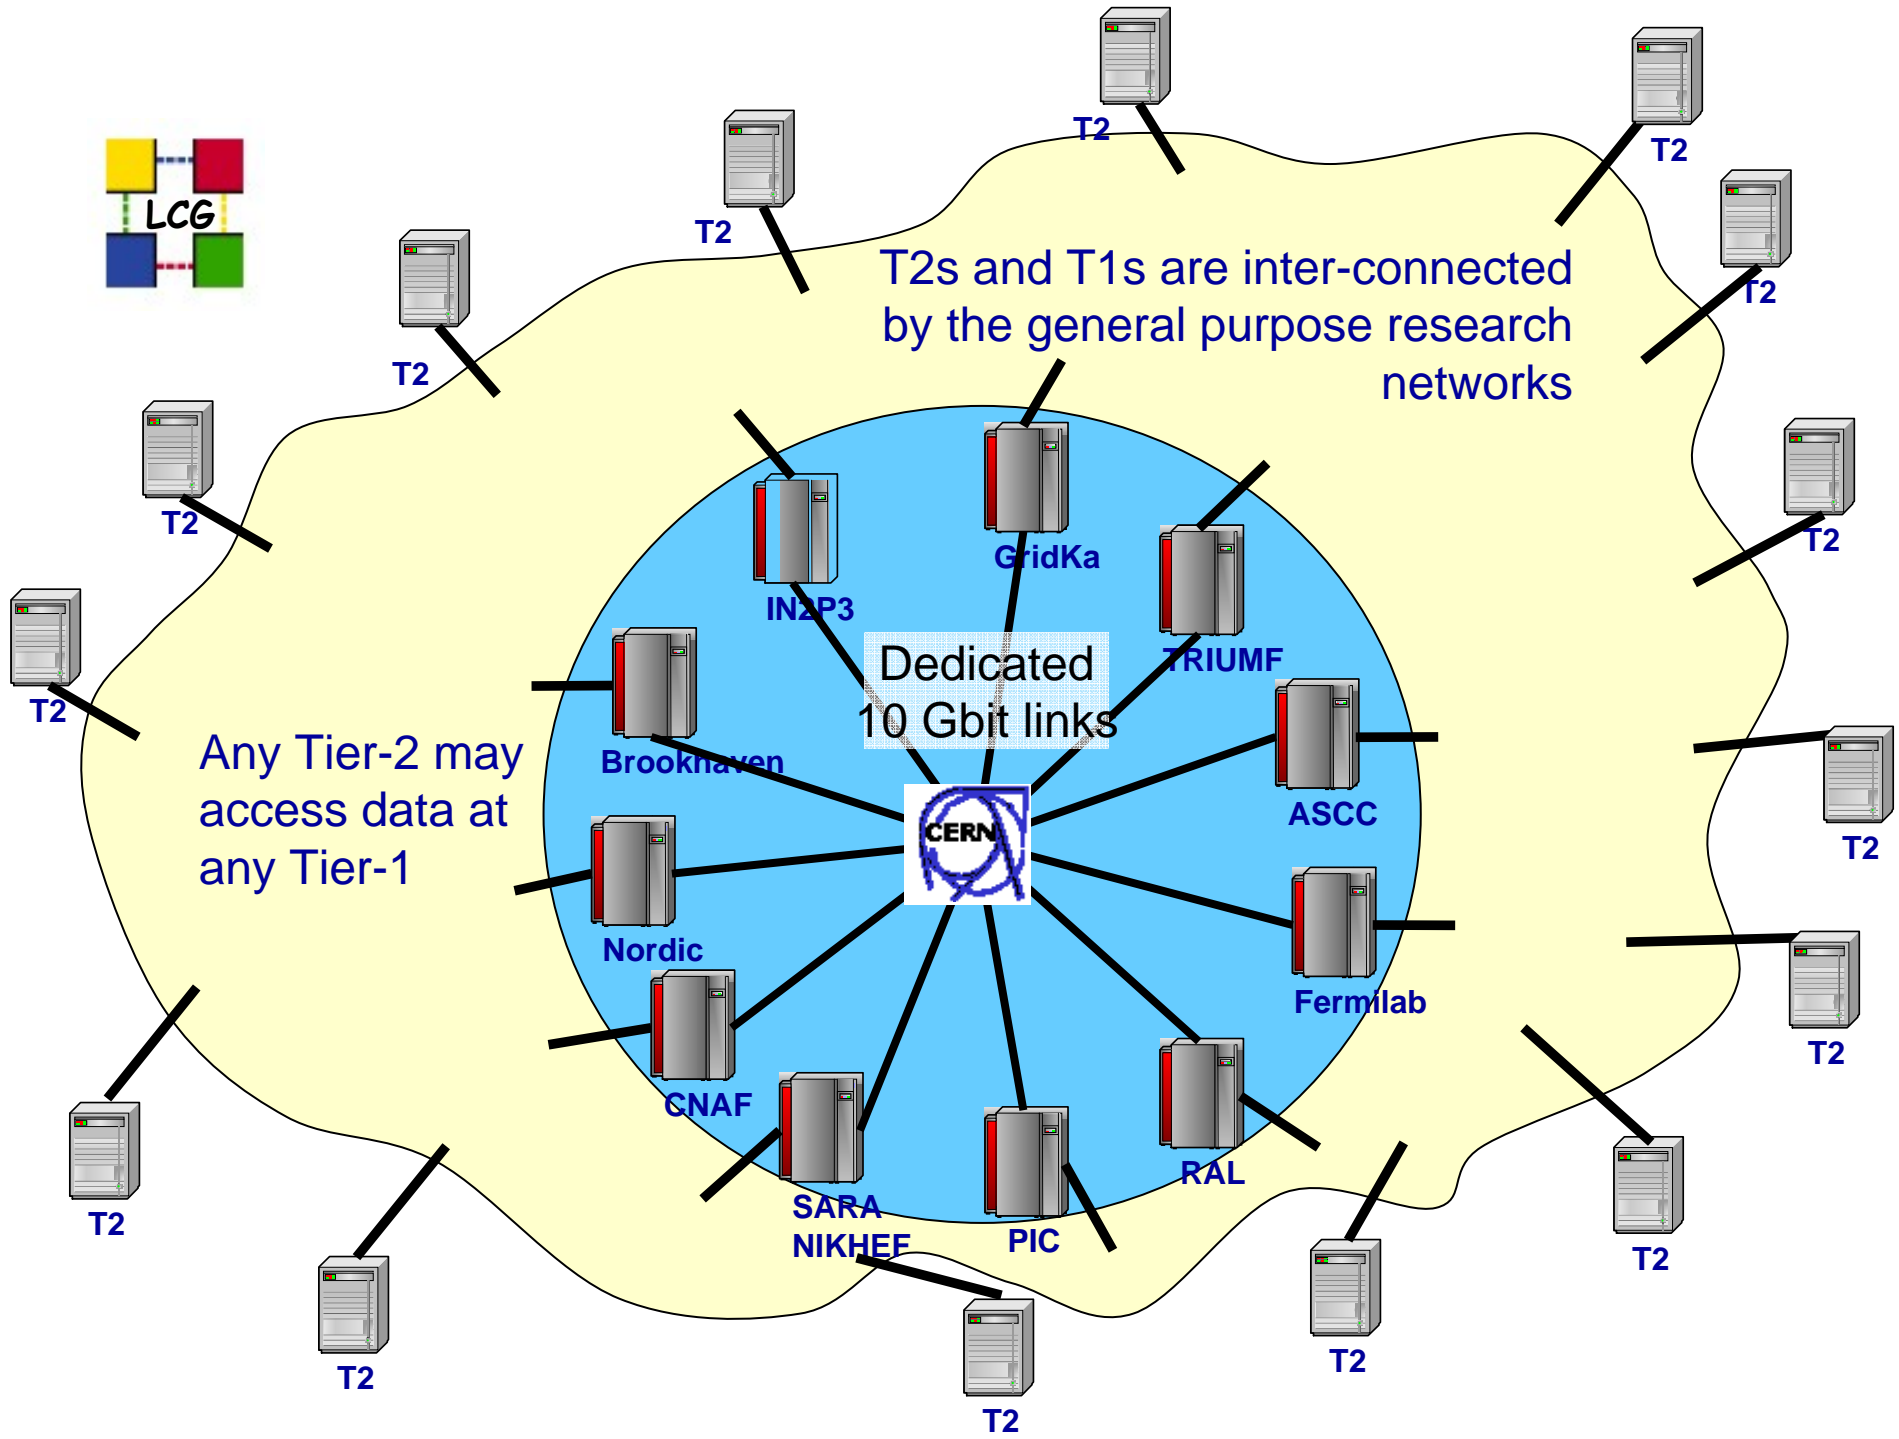 T2
T2
T2
T2
LCG
T2
T2s and T1s are inter-connected
by the general purpose research
networks
T2
T2
T2
T2
GridKa
IN2P3
TRIUMF
Dedicated
10 Gbit links
T2
Any Tier-2 may
access data at
any Tier-1
Brookhaven
ASCC
CERN
T2
Nordic
Fermilab
T2
CNAF
RAL
SARA
NIKHEF
PIC
T2
T2
T2
T2
T2
T2